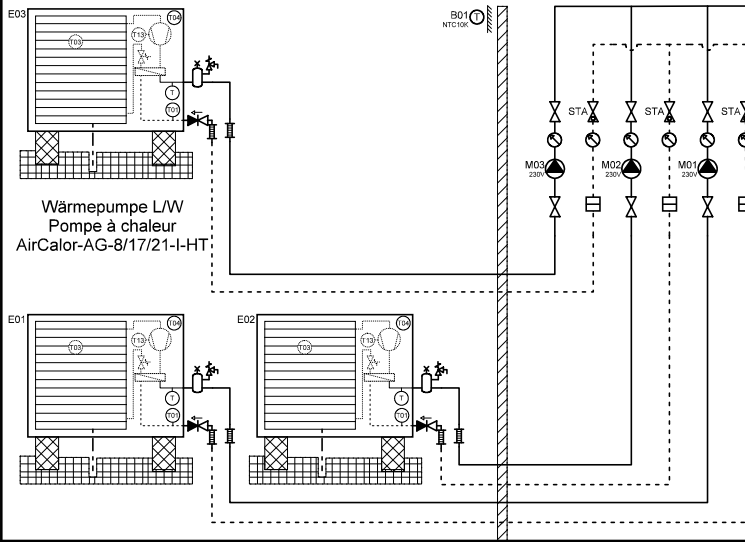 E03
T04
T13
T03
T
T01
B01 T
NTC10K
STA
STA
STA
M03
230V
M02
230V
M01
230V
Wärmepumpe L/W
Pompe à chaleur
AirCalor-AG-8/17/21-I-HT
E01
T04
T13
T03
T
T01
E02
T04
T13
T03
T
T01